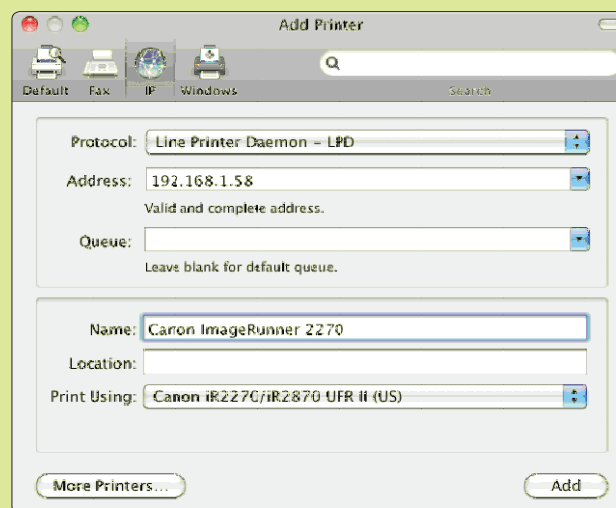 Add Printer
Default Fax IP Windows Search
Protocol: Line Printer Daemon – LPD
Address: 192.168.1.58
Valid and complete address.
Queue:
Leave blank for default queue.
Name: Canon ImageRunner 2270
Location:
Print Using: Canon iR2270/iR2870 UFR II (US)
More Printers... Add